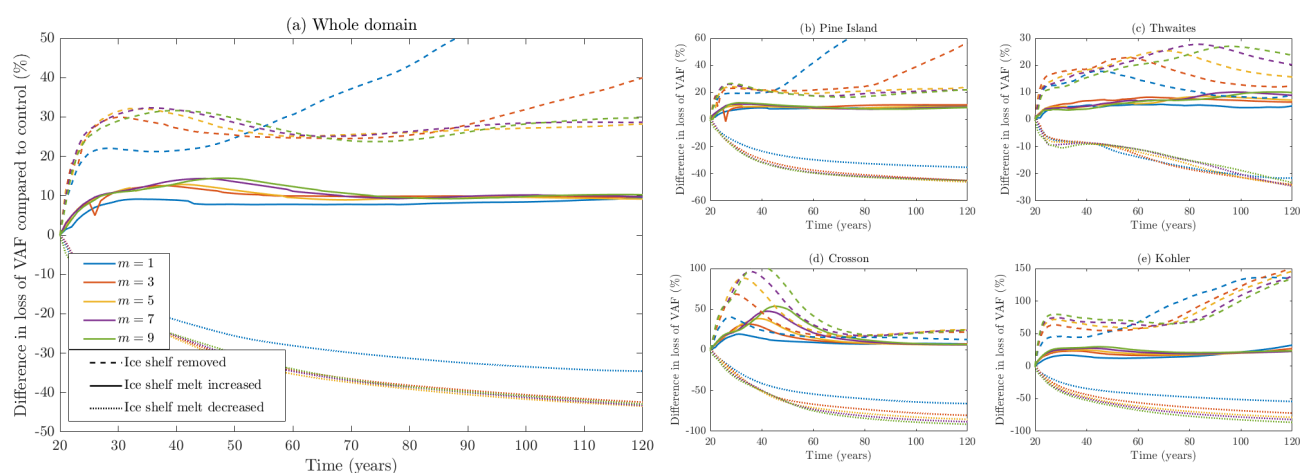 (a) Whole domain
Difference in loss of VAF compared to control (%)
50
40
30
20
10
0
-10
-20
-30
-40
-50
m = 1
m = 3
m = 5
m = 7
m = 9
Ice shelf removed
Ice shelf melt increased
Ice shelf melt decreased
20 30 40 50 60 70 80 90 100 110 120
Time (years)
(b) Pine Island
Difference in loss of VAF (%)
60
40
20
0
-20
-40
-60
20 40 60 80 100 120
Time (years)
(c) Thwaites
Difference in loss of VAF (%)
30
20
10
0
-10
-20
-30
20 40 60 80 100 120
Time (years)
(d) Crosson
Difference in loss of VAF (%)
100
50
0
-50
-100
20 40 60 80 100 120
Time (years)
(e) Kohler
Difference in loss of VAF (%)
150
100
50
0
-50
-100
20 40 60 80 100 120
Time (years)